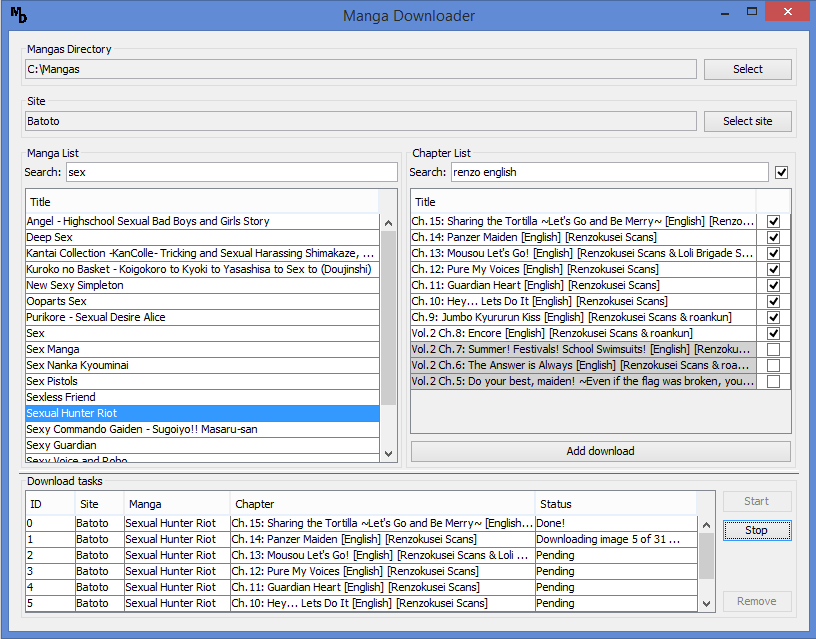 MD
Manga Downloader
Mangas Directory
C:\Mangas
Select
Site
Batoto
Select site
Manga List
Search: sex
Title
Angel - Highschool Sexual Bad Boys and Girls Story
Deep Sex
Kantai Collection -KanColle- Tricking and Sexual Harassing Shimakaze, ...
Kuroko no Basket - Koigokoro to Kyoki to Yasashisa to Sex to (Doujinshi)
New Sexy Simpleton
Ooparts Sex
Purikore - Sexual Desire Alice
Sex
Sex Manga
Sex Nanka Kyouminai
Sex Pistols
Sexless Friend
Sexual Hunter Riot
Sexy Commando Gaiden - Sugoiyo!! Masaru-san
Sexy Guardian
Sexy Voice and Robo
Chapter List
Search: renzo english
Title
Ch.15: Sharing the Tortilla ~Let's Go and Be Merry~ [English] [Renzo...
Ch.14: Panzer Maiden [English] [Renzokusei Scans]
Ch.13: Mousou Let's Go! [English] [Renzokusei Scans & Loli Brigade S...
Ch.12: Pure My Voices [English] [Renzokusei Scans]
Ch.11: Guardian Heart [English] [Renzokusei Scans]
Ch.10: Hey... Lets Do It [English] [Renzokusei Scans]
Ch.9: Jumbo Kyururun Kiss [English] [Renzokusei Scans & roankun]
Vol.2 Ch.8: Encore [English] [Renzokusei Scans & roankun]
Vol.2 Ch.7: Summer! Festivals! School Swimsuits! [English] [Renzoku...
Vol.2 Ch.6: The Answer is Always [English] [Renzokusei Scans & roa...
Vol.2 Ch.5: Do your best, maiden! ~Even if the flag was broken, you...
Add download
Download tasks
ID Site Manga Chapter Status
0 Batoto Sexual Hunter Riot Ch.15: Sharing the Tortilla ~Let's Go and Be Merry~ [English... Done!
1 Batoto Sexual Hunter Riot Ch.14: Panzer Maiden [English] [Renzokusei Scans] Downloading image 5 of 31 ...
2 Batoto Sexual Hunter Riot Ch.13: Mousou Let's Go! [English] [Renzokusei Scans & Loli ... Pending
3 Batoto Sexual Hunter Riot Ch.12: Pure My Voices [English] [Renzokusei Scans] Pending
4 Batoto Sexual Hunter Riot Ch.11: Guardian Heart [English] [Renzokusei Scans] Pending
5 Batoto Sexual Hunter Riot Ch.10: Hey... Lets Do It [English] [Renzokusei Scans] Pending
Start
Stop
Remove